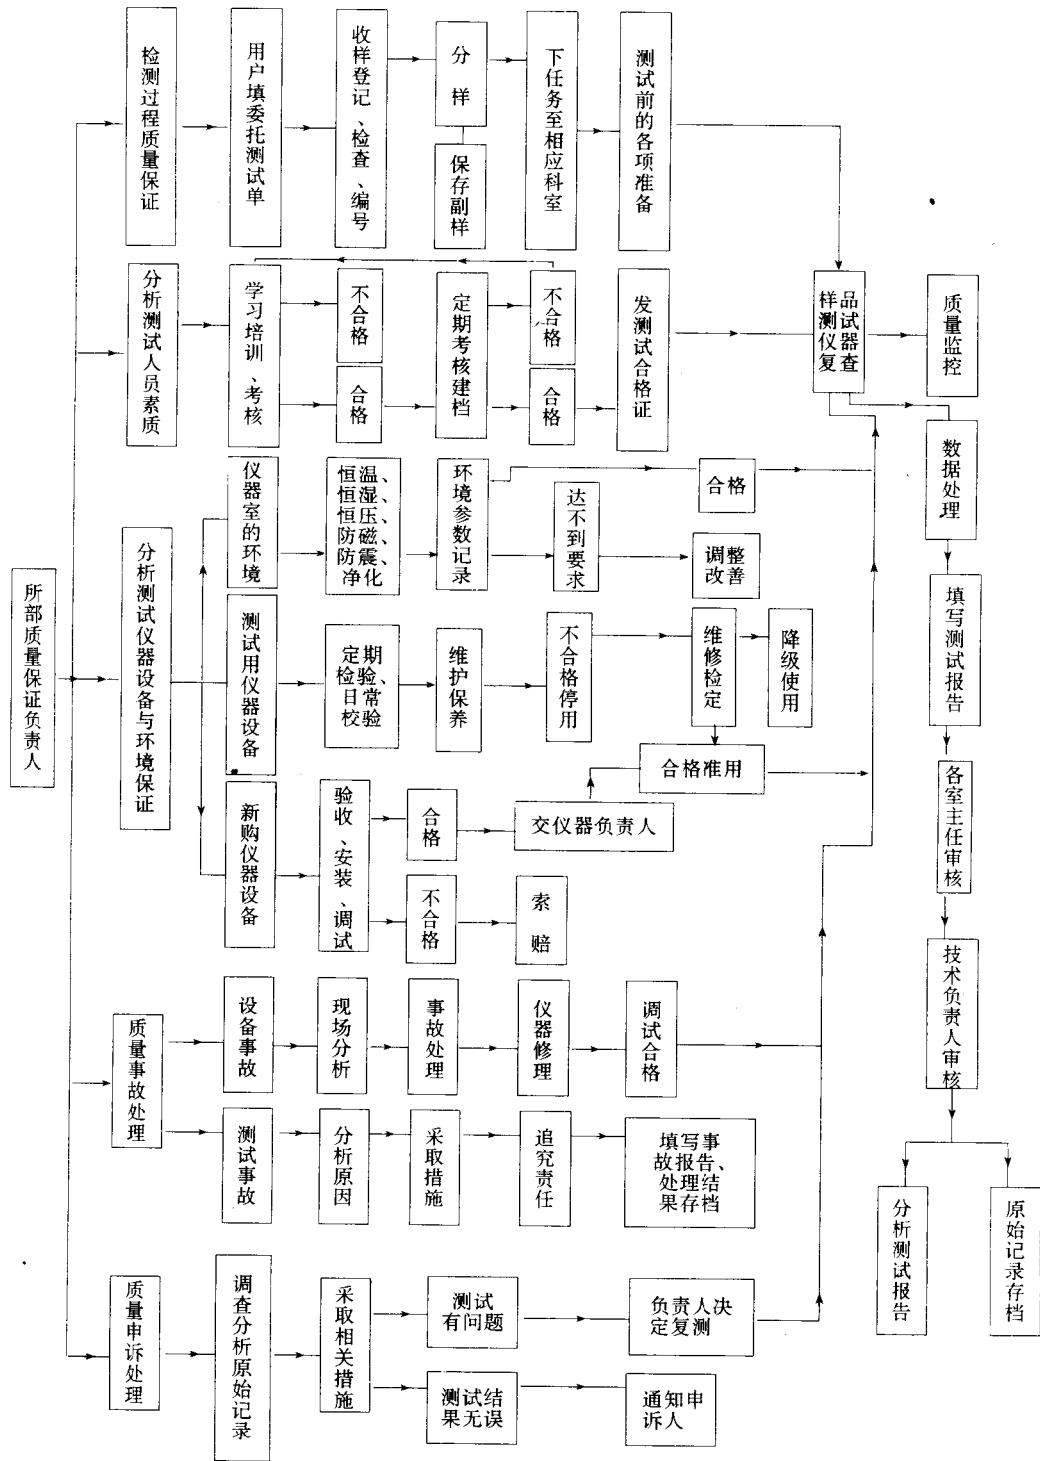 所部质量保证负责人
检测过程质量保证
用户填委托测试单
收样登记、检查、编号
分样
保存副样
下任务至相应科室
测试前的各项准备
分析测试人员素质
学习培训、考核
不合格
合格
定期考核建档
不合格
合格
发测试合格证
样品
测试
仪器
复查
质量监控
分析测试仪器设备与环境保证
仪器室的环境
恒温、
恒湿、
恒压、
防磁、
防震、
净化
环境参数记录
合格
达不到要求
调整
改善
测试用仪器设备
定期
检验、
日常
校验
维护保养
不合格停用
维修检定
降级使用
合格准用
新购仪器设备
验收、安装、调试
合格
交仪器负责人
不合格
索赔
质量事故处理
设备事故
现场分析
事故处理
仪器修理
调试合格
测试事故
分析原因
采取措施
追究责任
填写事
故报告、
处理结
果存档
质量申诉处理
调查分析原始记录
采取相关措施
测试
有问题
负责人决
定复测
测试结
果无误
通知申
诉人
数据处理
填写测试报告
各室主任审核
技术负责人审核
分析测试报告
原始记录存档